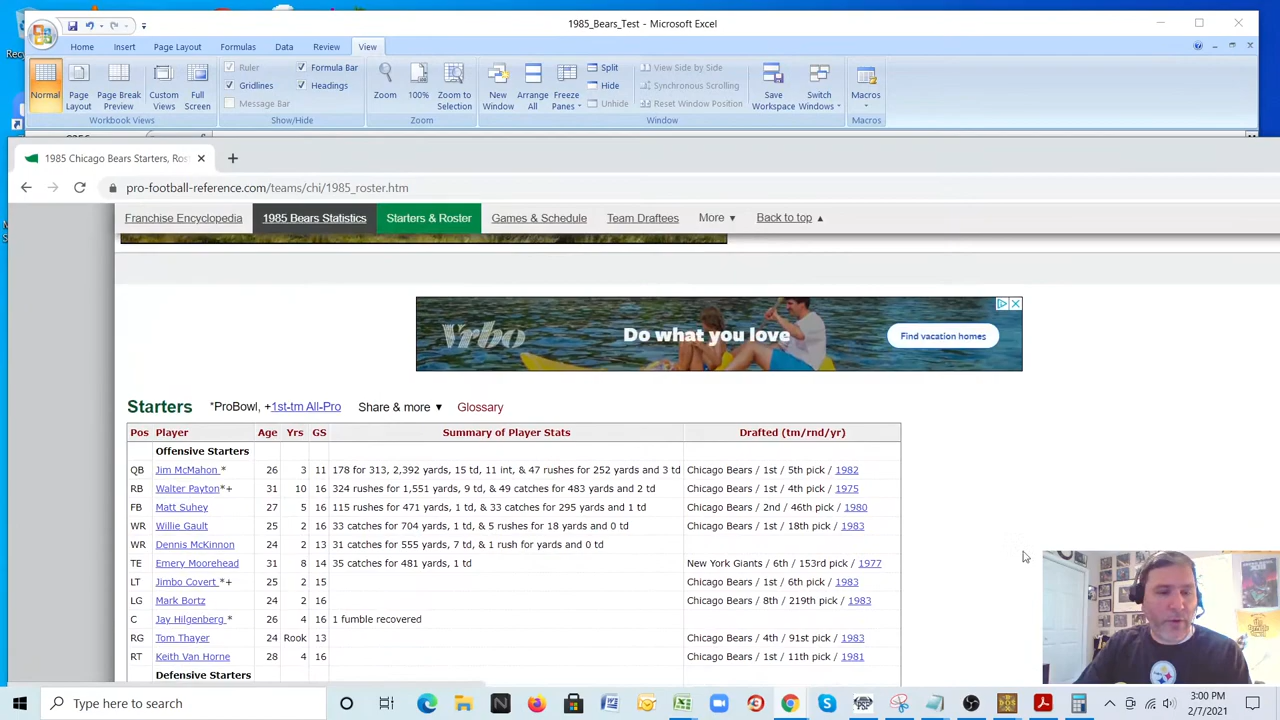 1985_Bears_Test - Microsoft Excel
Home Insert Page Layout Formulas Data Review View
Ruler Formula Bar Split View Side by Side
Gridlines Headings Hide Synchronous Scrolling
Message Bar Unhide Reset Window Position
Normal Page Layout Page Break Preview Custom Views Full Screen Zoom 100% Zoom to Selection New Window Arrange All Freeze Panes Save Workspace Switch Windows Macros
Workbook Views Show/Hide Zoom Window Macros
1985 Chicago Bears Starters, Ros
pro-football-reference.com/teams/chi/1985_roster.htm
Franchise Encyclopedia 1985 Bears Statistics Starters & Roster Games & Schedule Team Draftees More ▼ Back to top ▲
Vrbo Do what you love Find vacation homes
Starters *ProBowl, +1st-tm All-Pro Share & more ▼ Glossary
Pos Player Age Yrs GS Summary of Player Stats Drafted (tm/rnd/yr)
Offensive Starters
QB Jim McMahon * 26 3 11 178 for 313, 2,392 yards, 15 td, 11 int, & 47 rushes for 252 yards and 3 td Chicago Bears / 1st / 5th pick / 1982
RB Walter Payton*+ 31 10 16 324 rushes for 1,551 yards, 9 td, & 49 catches for 483 yards and 2 td Chicago Bears / 1st / 4th pick / 1975
FB Matt Suhey 27 5 16 115 rushes for 471 yards, 1 td, & 33 catches for 295 yards and 1 td Chicago Bears / 2nd / 46th pick / 1980
WR Willie Gault 25 2 16 33 catches for 704 yards, 1 td, & 5 rushes for 18 yards and 0 td Chicago Bears / 1st / 18th pick / 1983
WR Dennis McKinnon 24 2 13 31 catches for 555 yards, 7 td, & 1 rush for yards and 0 td
TE Emery Moorehead 31 8 14 35 catches for 481 yards, 1 td New York Giants / 6th / 153rd pick / 1977
LT Jimbo Covert *+ 25 2 15 Chicago Bears / 1st / 6th pick / 1983
LG Mark Bortz 24 2 16 Chicago Bears / 8th / 219th pick / 1983
C Jay Hilgenberg * 26 4 16 1 fumble recovered
RG Tom Thayer 24 Rook 13 Chicago Bears / 4th / 91st pick / 1983
RT Keith Van Horne 28 4 16 Chicago Bears / 1st / 11th pick / 1981
Defensive Starters
Type here to search
3:00 PM
2/7/2021